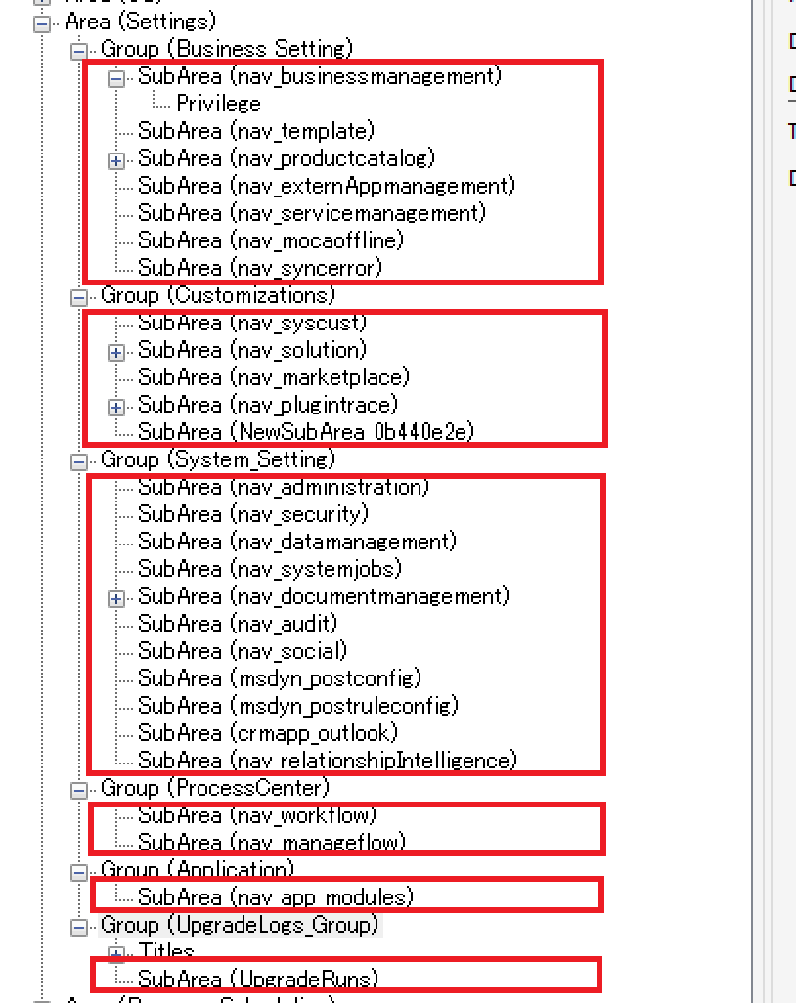 Area (Settings)
Group (Business_Setting)
SubArea (nav_businessmanagement)
Privilege
SubArea (nav_template)
SubArea (nav_productcatalog)
SubArea (nav_externAppmanagement)
SubArea (nav_servicemanagement)
SubArea (nav_mocaoffline)
SubArea (nav_syncerror)
Group (Customizations)
SubArea (nav_syscust)
SubArea (nav_solution)
SubArea (nav_marketplace)
SubArea (nav_plugintrace)
SubArea (NewSubArea_0b440e2e)
Group (System_Setting)
SubArea (nav_administration)
SubArea (nav_security)
SubArea (nav_datamanagement)
SubArea (nav_systemjobs)
SubArea (nav_documentmanagement)
SubArea (nav_audit)
SubArea (nav_social)
SubArea (msdyn_postconfig)
SubArea (msdyn_postruleconfig)
SubArea (crmapp_outlook)
SubArea (nav_relationshipIntelligence)
Group (ProcessCenter)
SubArea (nav_workflow)
SubArea (nav_manageflow)
Group (Application)
SubArea (nav_app_modules)
Group (UpgradeLogs_Group)
Titles
SubArea (UpgradeRuns)